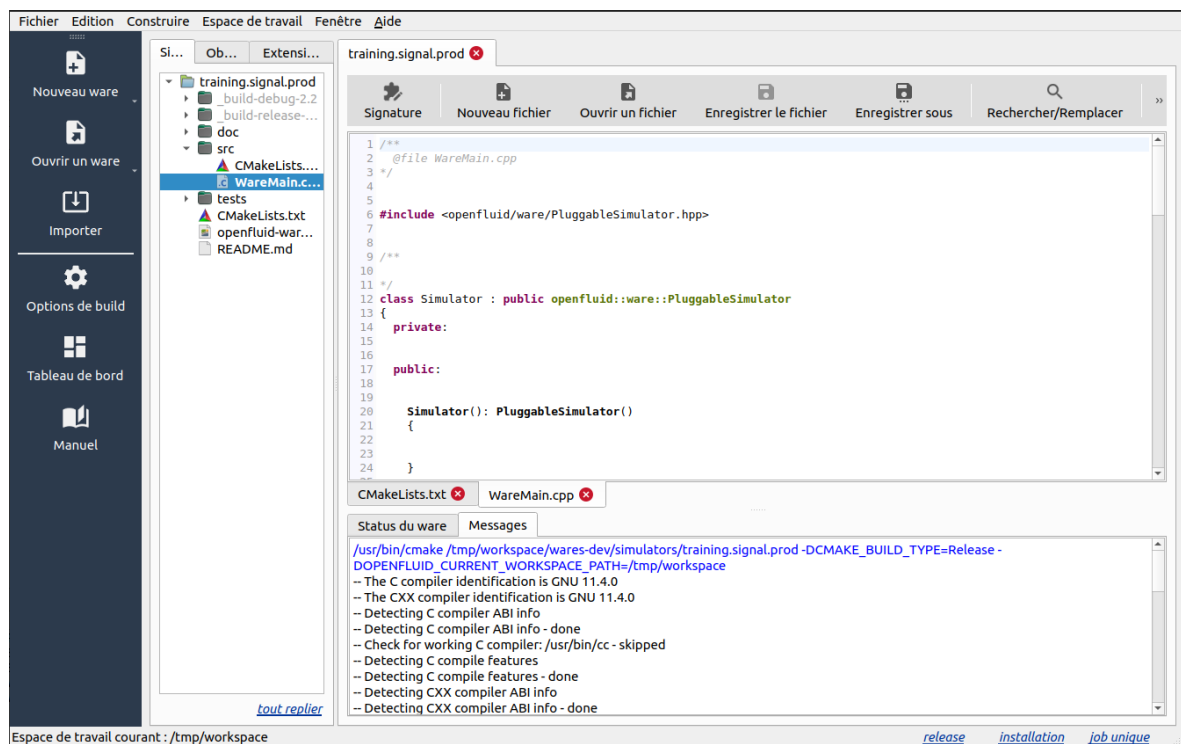 Fichier Edition Construire Espace de travail Fenêtre Aide
Nouveau ware
Ouvrir un ware
Importer
Options de build
Tableau de bord
Manuel
Si... Ob... Extensi...
training.signal.prod
_build-debug-2.2
_build-release-...
doc
src
CMakeLists....
WareMain.c...
tests
CMakeLists.txt
openfluid-war...
README.md
tout replier
training.signal.prod
Signature Nouveau fichier Ouvrir un fichier Enregistrer le fichier Enregistrer sous Rechercher/Remplacer »
1 /**
2 @file WareMain.cpp
3 */
4
5
6 #include <openfluid/ware/PluggableSimulator.hpp>
7
8
9 /**
10
11 */
12 class Simulator : public openfluid::ware::PluggableSimulator
13 {
14 private:
15
16
17 public:
18
19
20 Simulator(): PluggableSimulator()
21 {
22
23
24 }
CMakeLists.txt WareMain.cpp
Status du ware Messages
/usr/bin/cmake /tmp/workspace/wares-dev/simulators/training.signal.prod -DCMAKE_BUILD_TYPE=Release -
DOPENFLUID_CURRENT_WORKSPACE_PATH=/tmp/workspace
-- The C compiler identification is GNU 11.4.0
-- The CXX compiler identification is GNU 11.4.0
-- Detecting C compiler ABI info
-- Detecting C compiler ABI info - done
-- Check for working C compiler: /usr/bin/cc - skipped
-- Detecting C compile features
-- Detecting C compile features - done
-- Detecting CXX compiler ABI info
-- Detecting CXX compiler ABI info - done
Espace de travail courant : /tmp/workspace release installation job unique